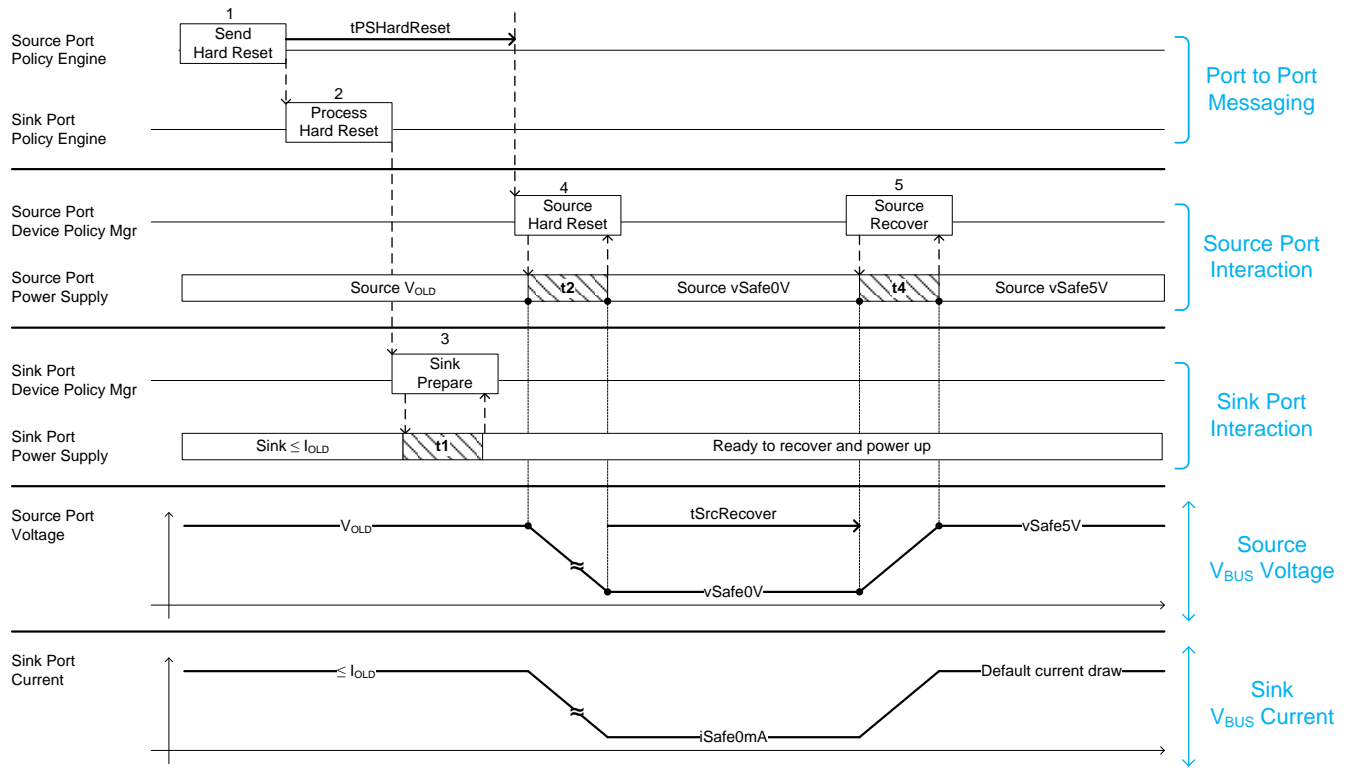 1
Send
Hard Reset
tPSHardReset
Source Port
Policy Engine
2
Process
Hard Reset
Sink Port
Policy Engine
Port to Port
Messaging
4
Source
Hard Reset
5
Source
Recover
Source Port
Device Policy Mgr
Source Port
Power Supply
Source VOLD
t2
Source vSafe0V
t4
Source vSafe5V
Source Port
Interaction
3
Sink
Prepare
Sink Port
Device Policy Mgr
Sink Port
Power Supply
Sink ≤ IOLD
t1
Ready to recover and power up
Sink Port
Interaction
Source Port
Voltage
VOLD
tSrcRecover
vSafe5V
≈
vSafe0V
Source
VBUS Voltage
Sink Port
Current
≤ IOLD
Default current draw
≈
iSafe0mA
Sink
VBUS Current